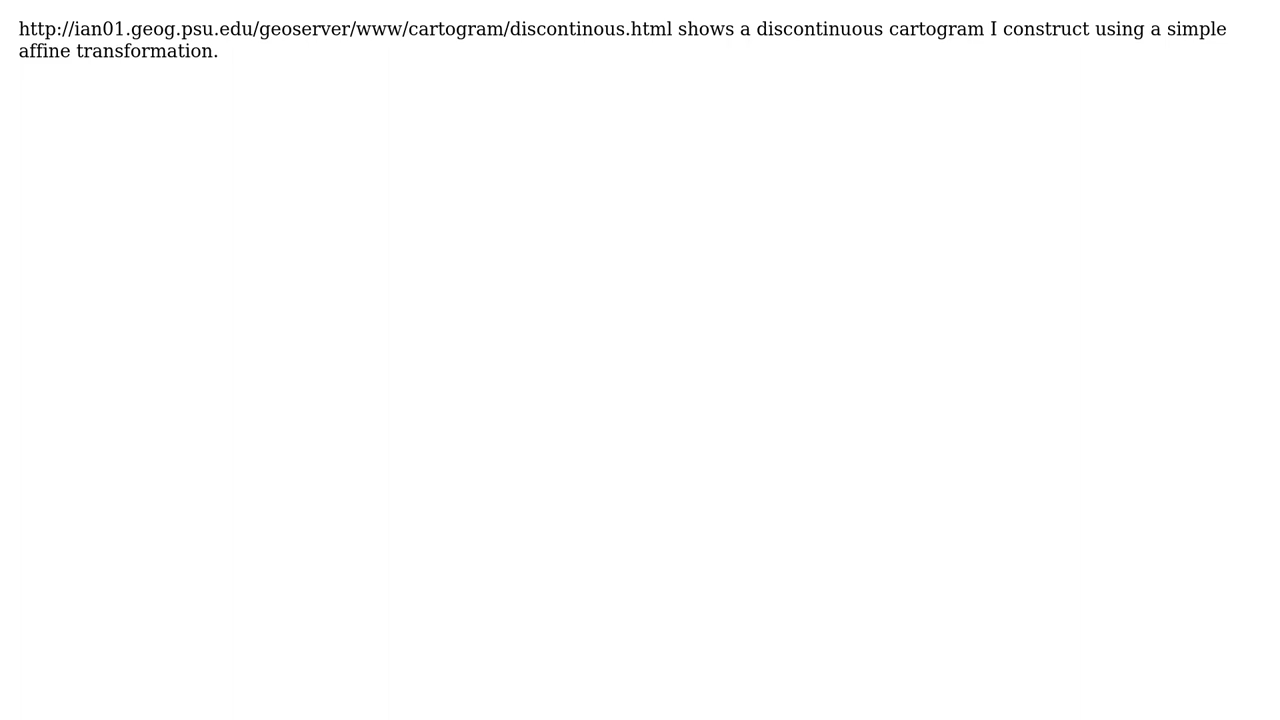 http://ian01.geog.psu.edu/geoserver/www/cartogram/discontinous.html shows a discontinuous cartogram I construct using a simple
affine transformation.